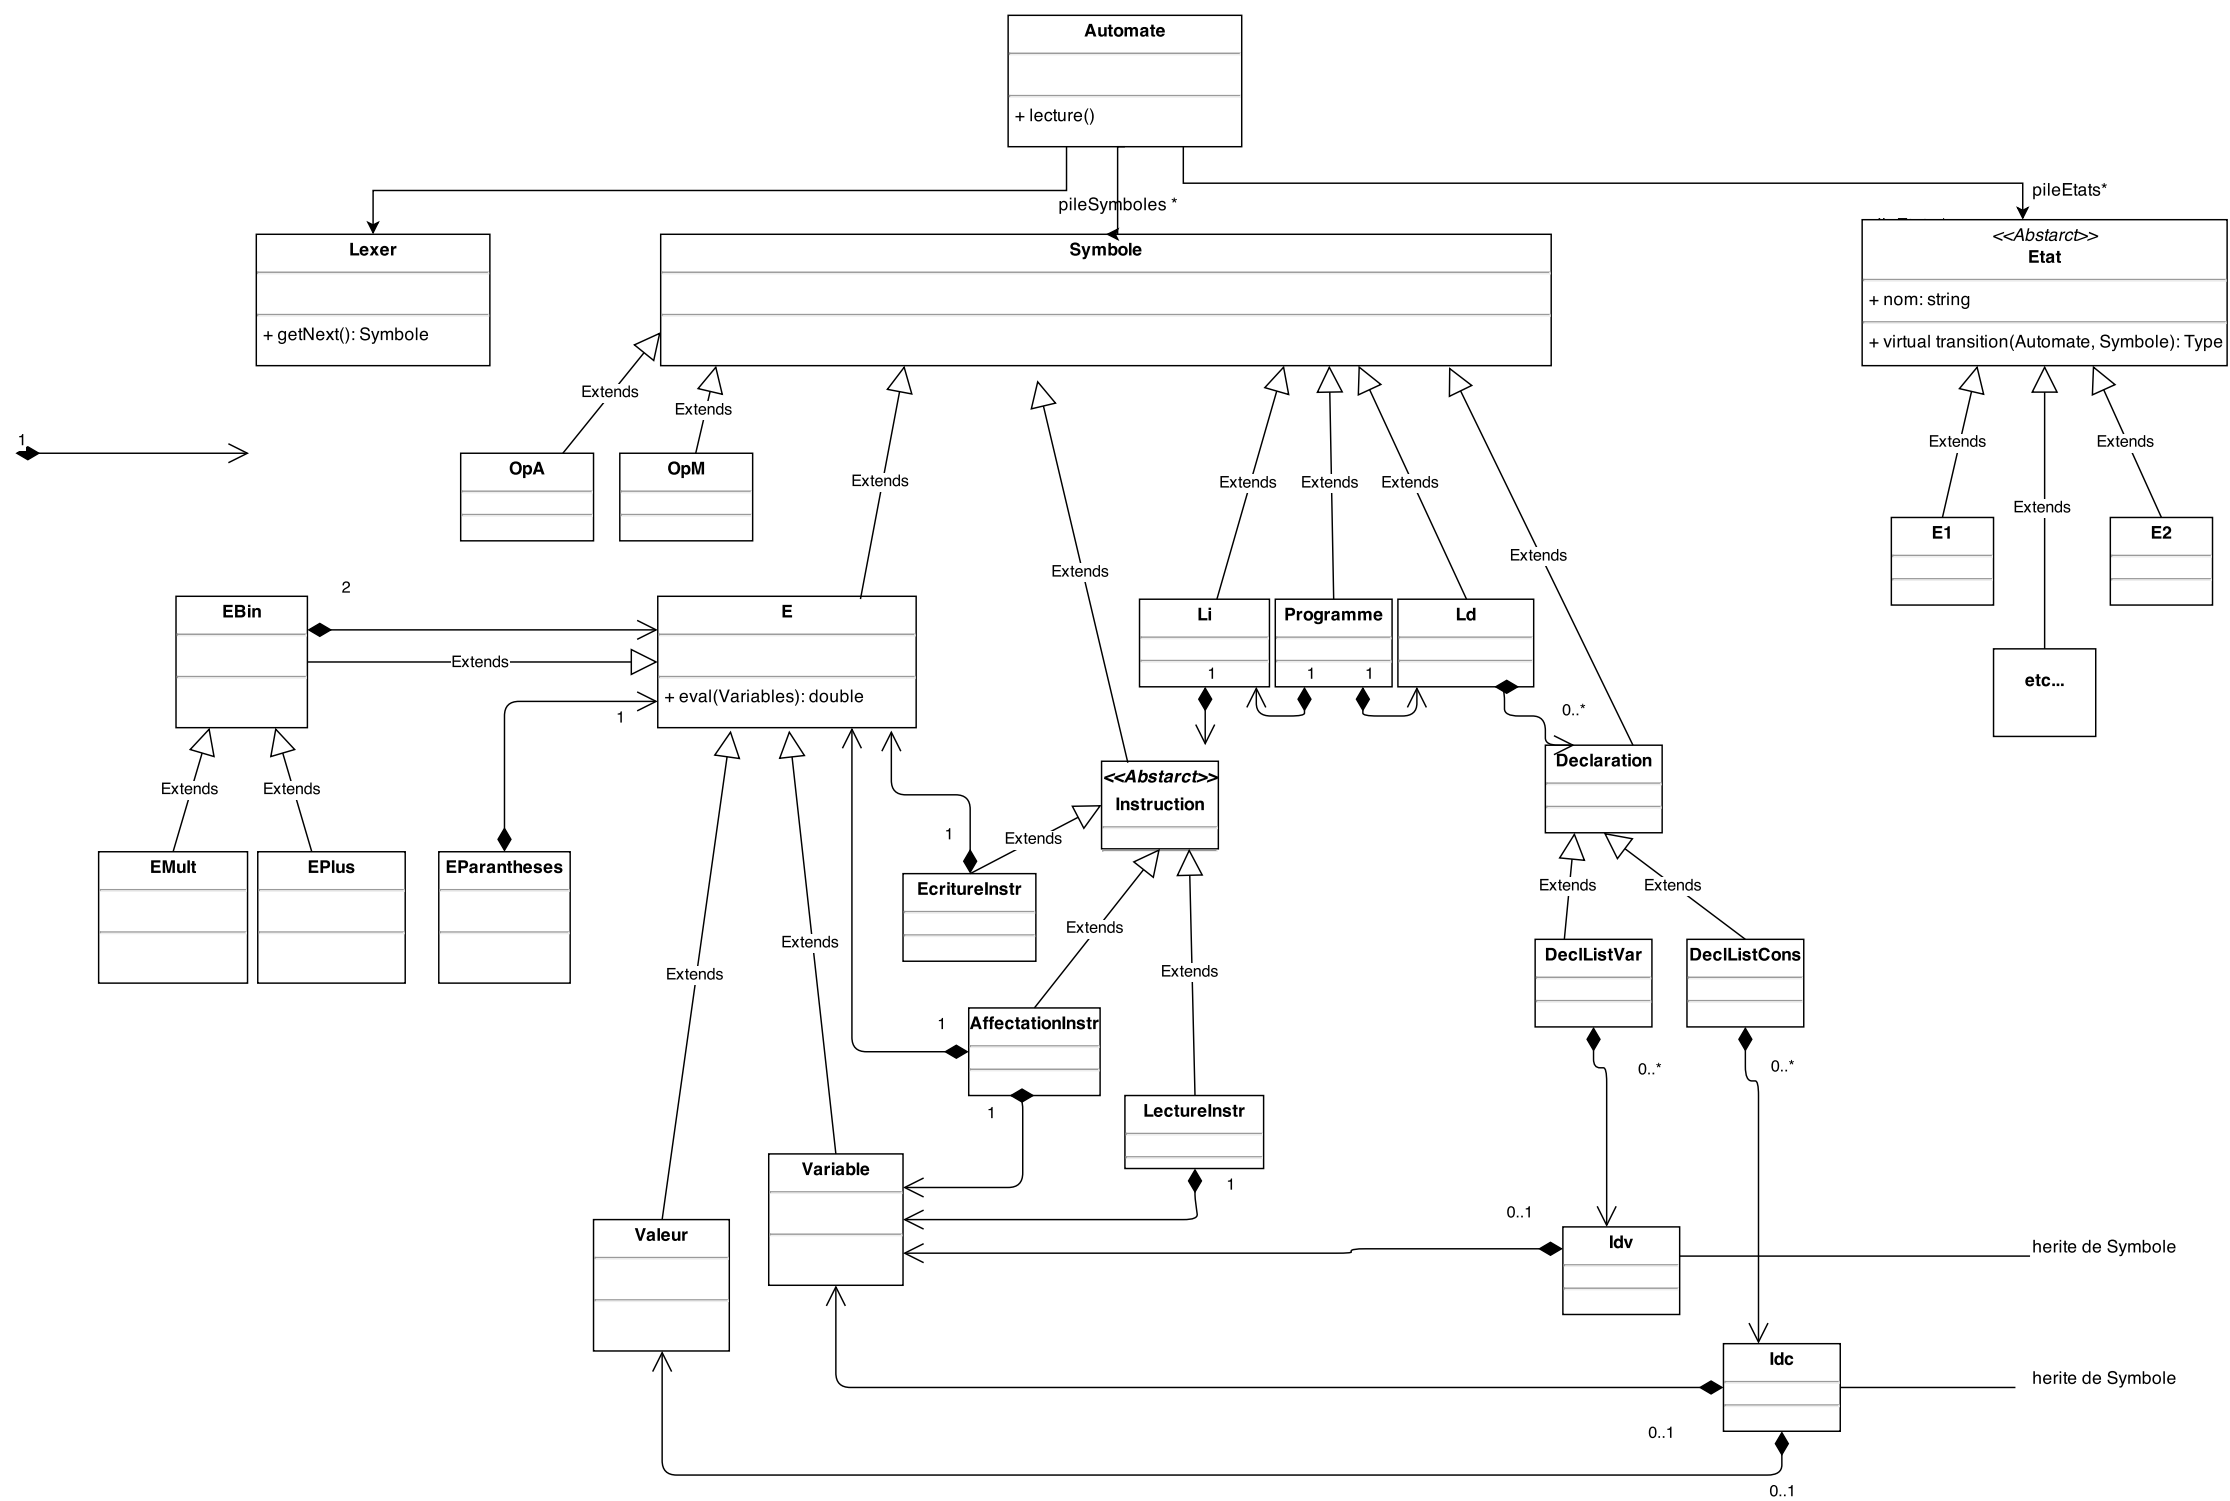 Automate
+ lecture()
pileSymboles *
pileEtats*
Lexer
+ getNext(): Symbole
Symbole
<<Abstarct>>
Etat
+ nom: string
+ virtual transition(Automate, Symbole): Type
Extends
Extends
Extends
Extends
Extends
Extends
Extends
Extends
Extends
Extends
Extends
1
OpA
OpM
E1
E2
etc...
EBin
2
E
+ eval(Variables): double
Extends
1
Li
1
Programme
1
1
Ld
0..*
Declaration
<<Abstarct>>
Instruction
Extends
Extends
EMult
EPlus
EParantheses
1
Extends
EcritureInstr
Extends
Extends
DeclListVar
DeclListCons
Extends
Extends
Extends
Extends
1
AffectationInstr
1
0..*
0..*
LectureInstr
1
Variable
Valeur
0..1
Idv
herite de Symbole
Idc
herite de Symbole
0..1
0..1